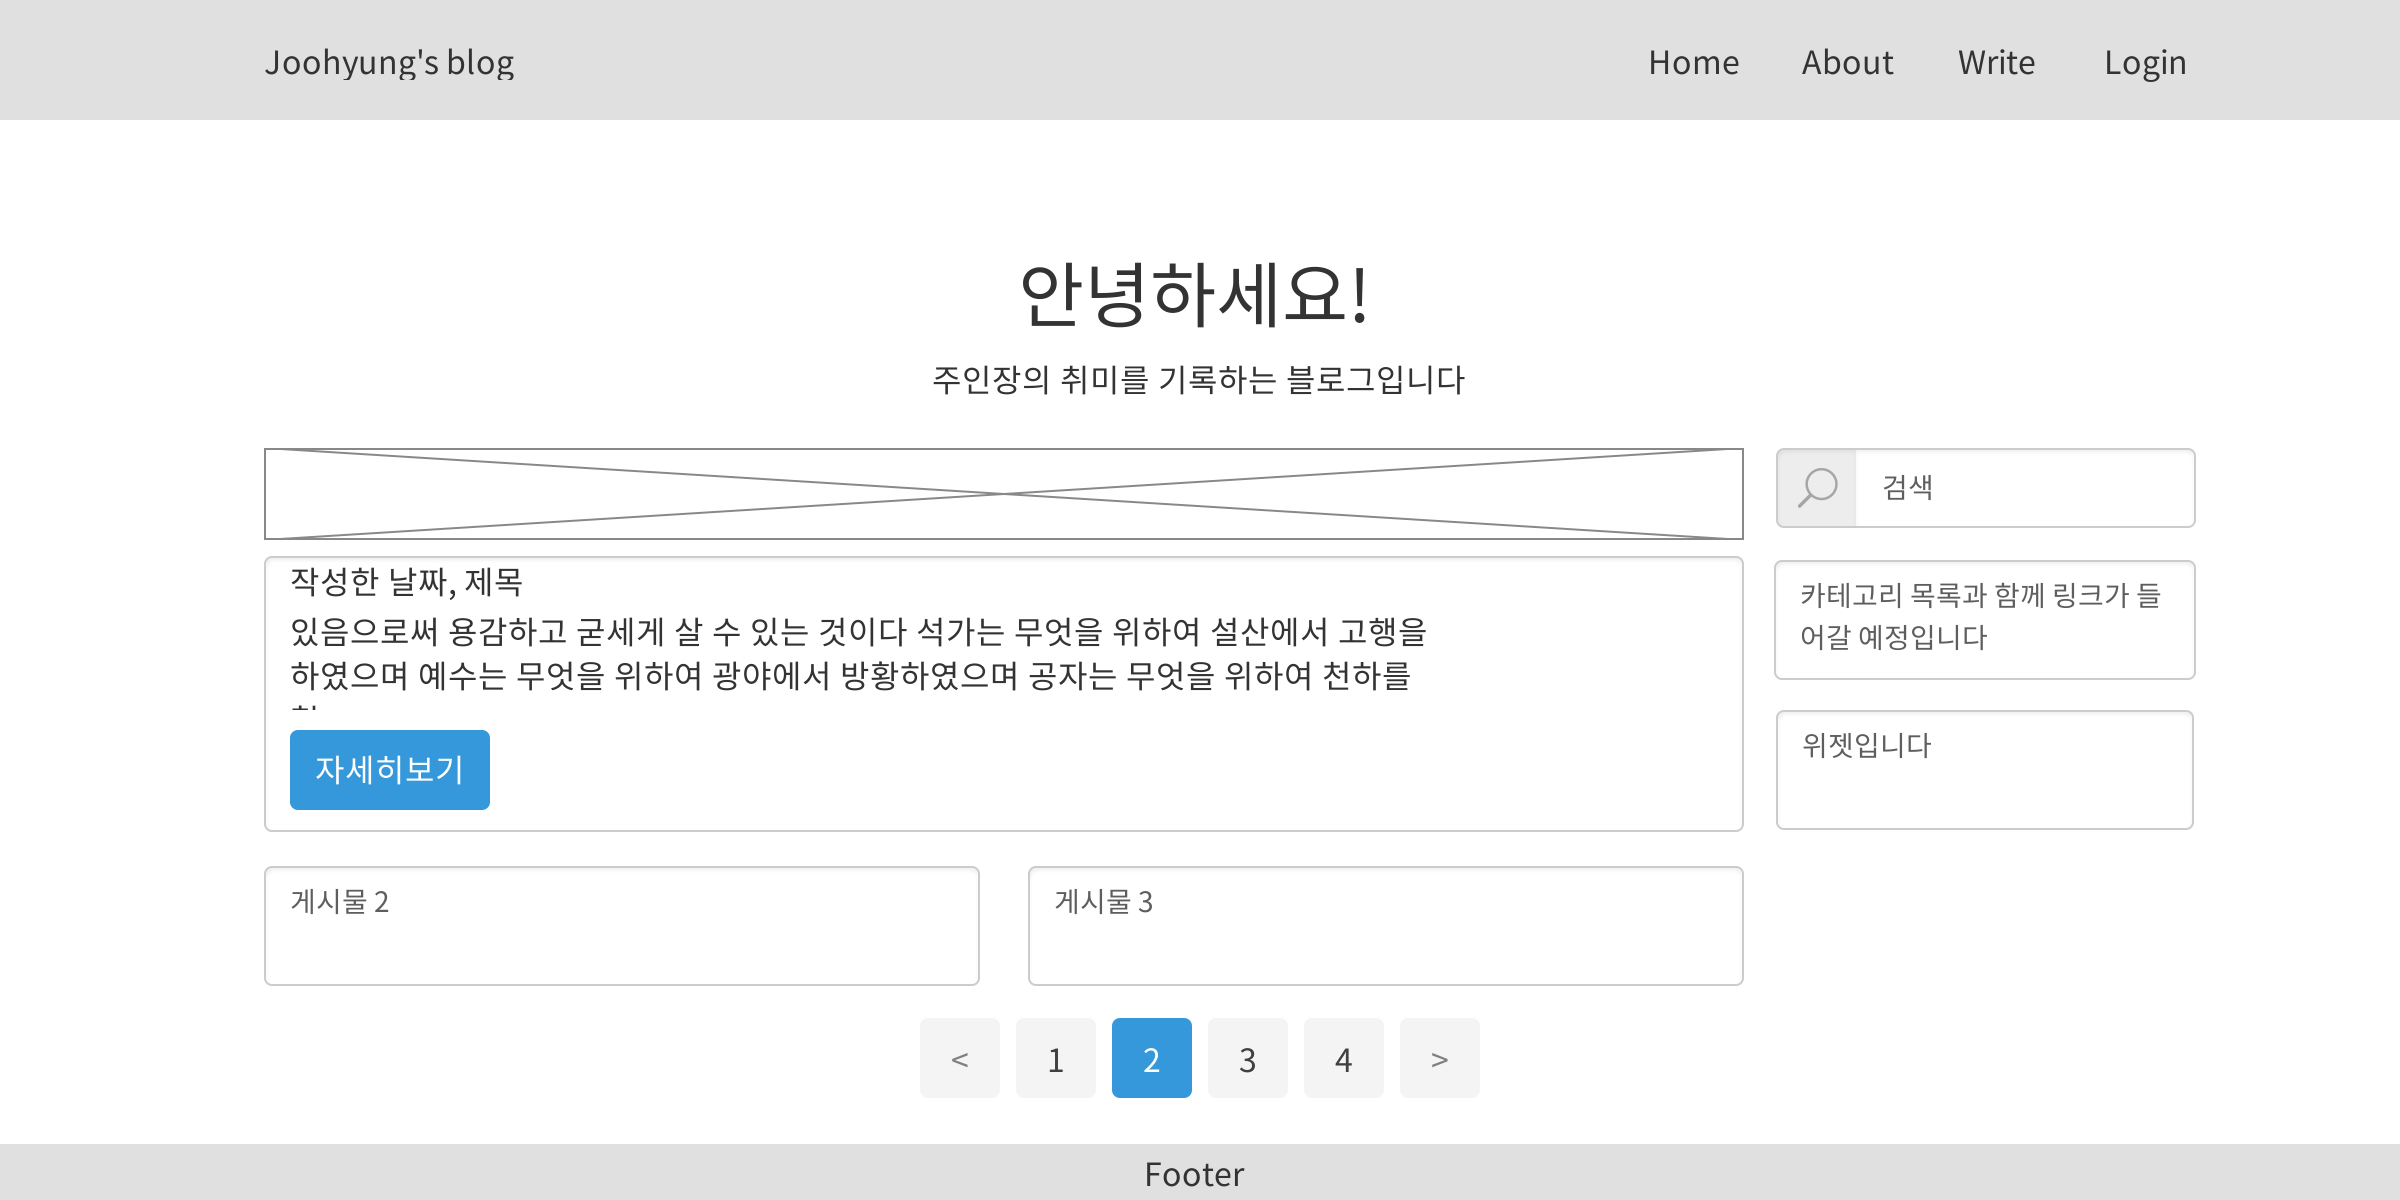 Joohyung's blog
Home About Write Login
안녕하세요!
주인장의 취미를 기록하는 블로그입니다
검색
작성한 날짜, 제목
있음으로써 용감하고 굳세게 살 수 있는 것이다 석가는 무엇을 위하여 설산에서 고행을
하였으며 예수는 무엇을 위하여 광야에서 방황하였으며 공자는 무엇을 위하여 천하를
자세히보기
카테고리 목록과 함께 링크가 들
어갈 예정입니다
위젯입니다
게시물 2
게시물 3
< 1 2 3 4 >
Footer